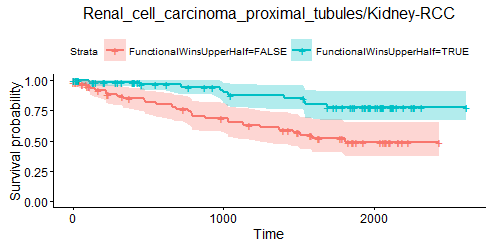 Renal_cell_carcinoma_proximal_tubules/Kidney-RCC
Strata FunctionalWinsUpperHalf=FALSE FunctionalWinsUpperHalf=TRUE
Survival probability
1.00
0.75
0.50
0.25
0.00
0 1000 2000
Time